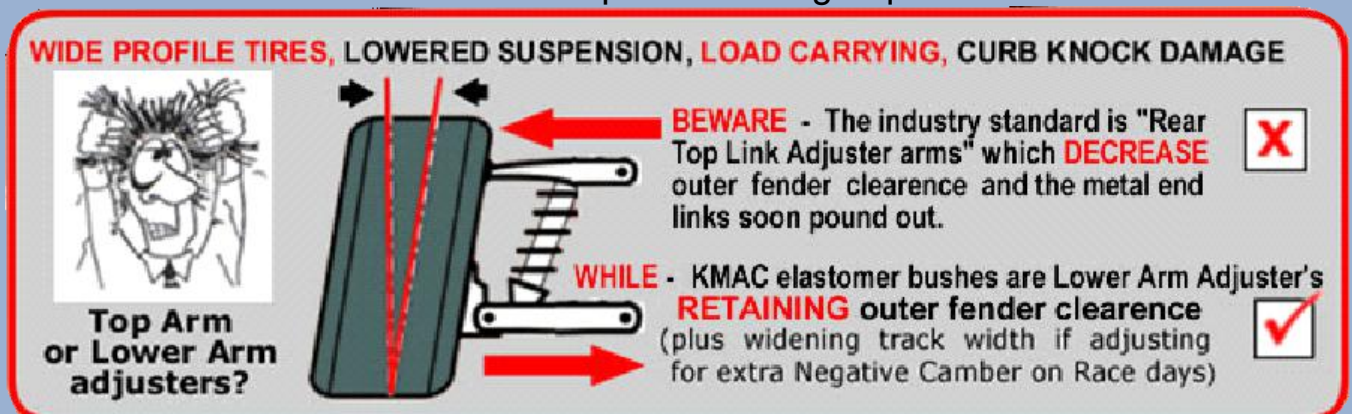 WIDE PROFILE TIRES, LOWERED SUSPENSION, LOAD CARRYING, CURB KNOCK DAMAGE
BEWARE - The industry standard is "Rear
Top Link Adjuster arms" which DECREASE
outer fender clearence and the metal end
links soon pound out.
X
WHILE - KMAC elastomer bushes are Lower Arm Adjuster's
RETAINING outer fender clearence
(plus widening track width if adjusting
for extra Negative Camber on Race days)
Top Arm
or Lower Arm
adjusters?